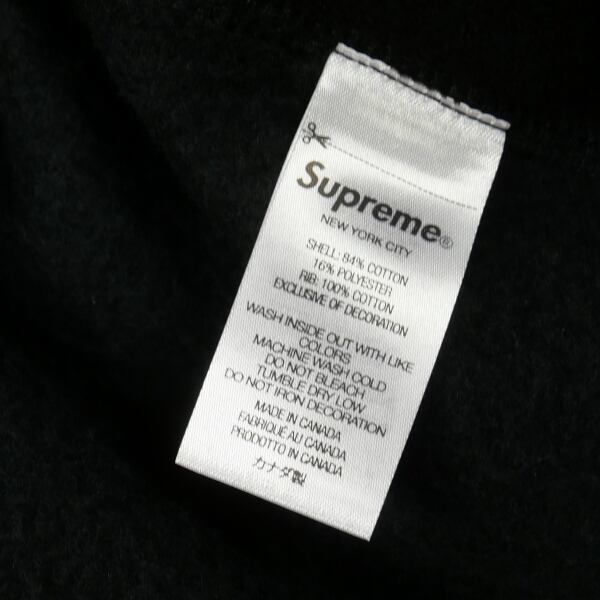 Supreme®
NEW YORK CITY
SHELL: 84% COTTON
16% POLYESTER
RIB: 100% COTTON
EXCLUSIVE OF DECORATION
WASH INSIDE OUT WITH LIKE
COLORS
MACHINE WASH COLD
DO NOT BLEACH
TUMBLE DRY LOW
DO NOT IRON DECORATION
MADE IN CANADA
FABRIQUÉ AU CANADA
PRODOTTO IN CANADA
カナダ製